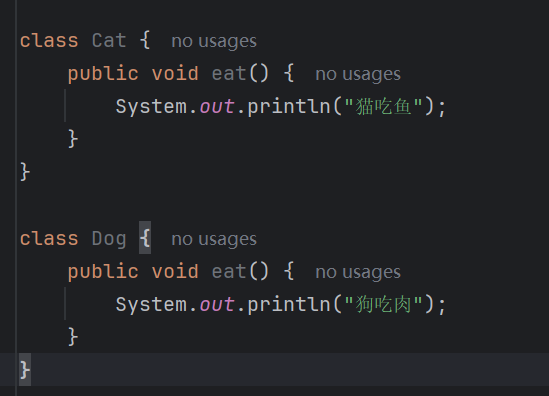 class Cat { no usages
    public void eat() { no usages
        System.out.println("猫吃鱼");
    }
}
class Dog { no usages
    public void eat() { no usages
        System.out.println("狗吃肉");
    }
}